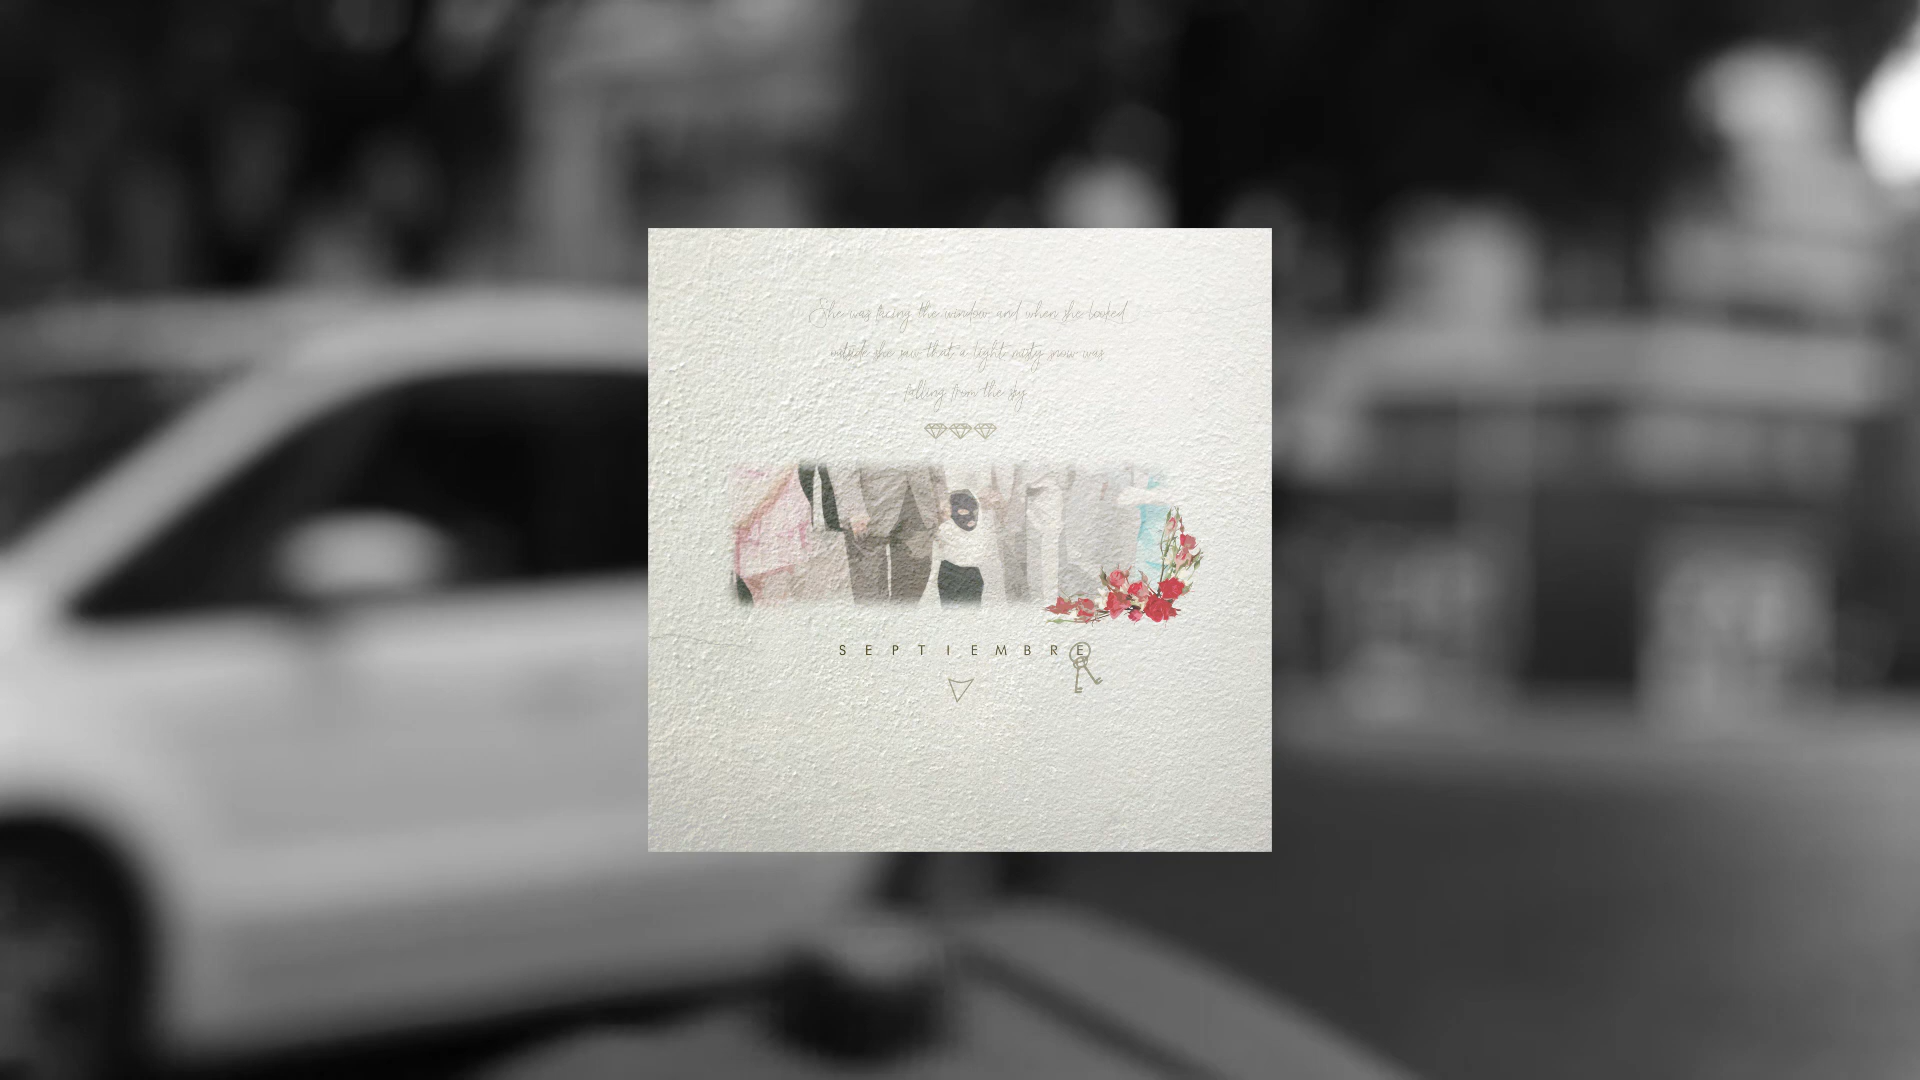 She was facing the window, and when she looked
outside she saw that a light misty snow was
falling from the sky
SEPTIEMBRE